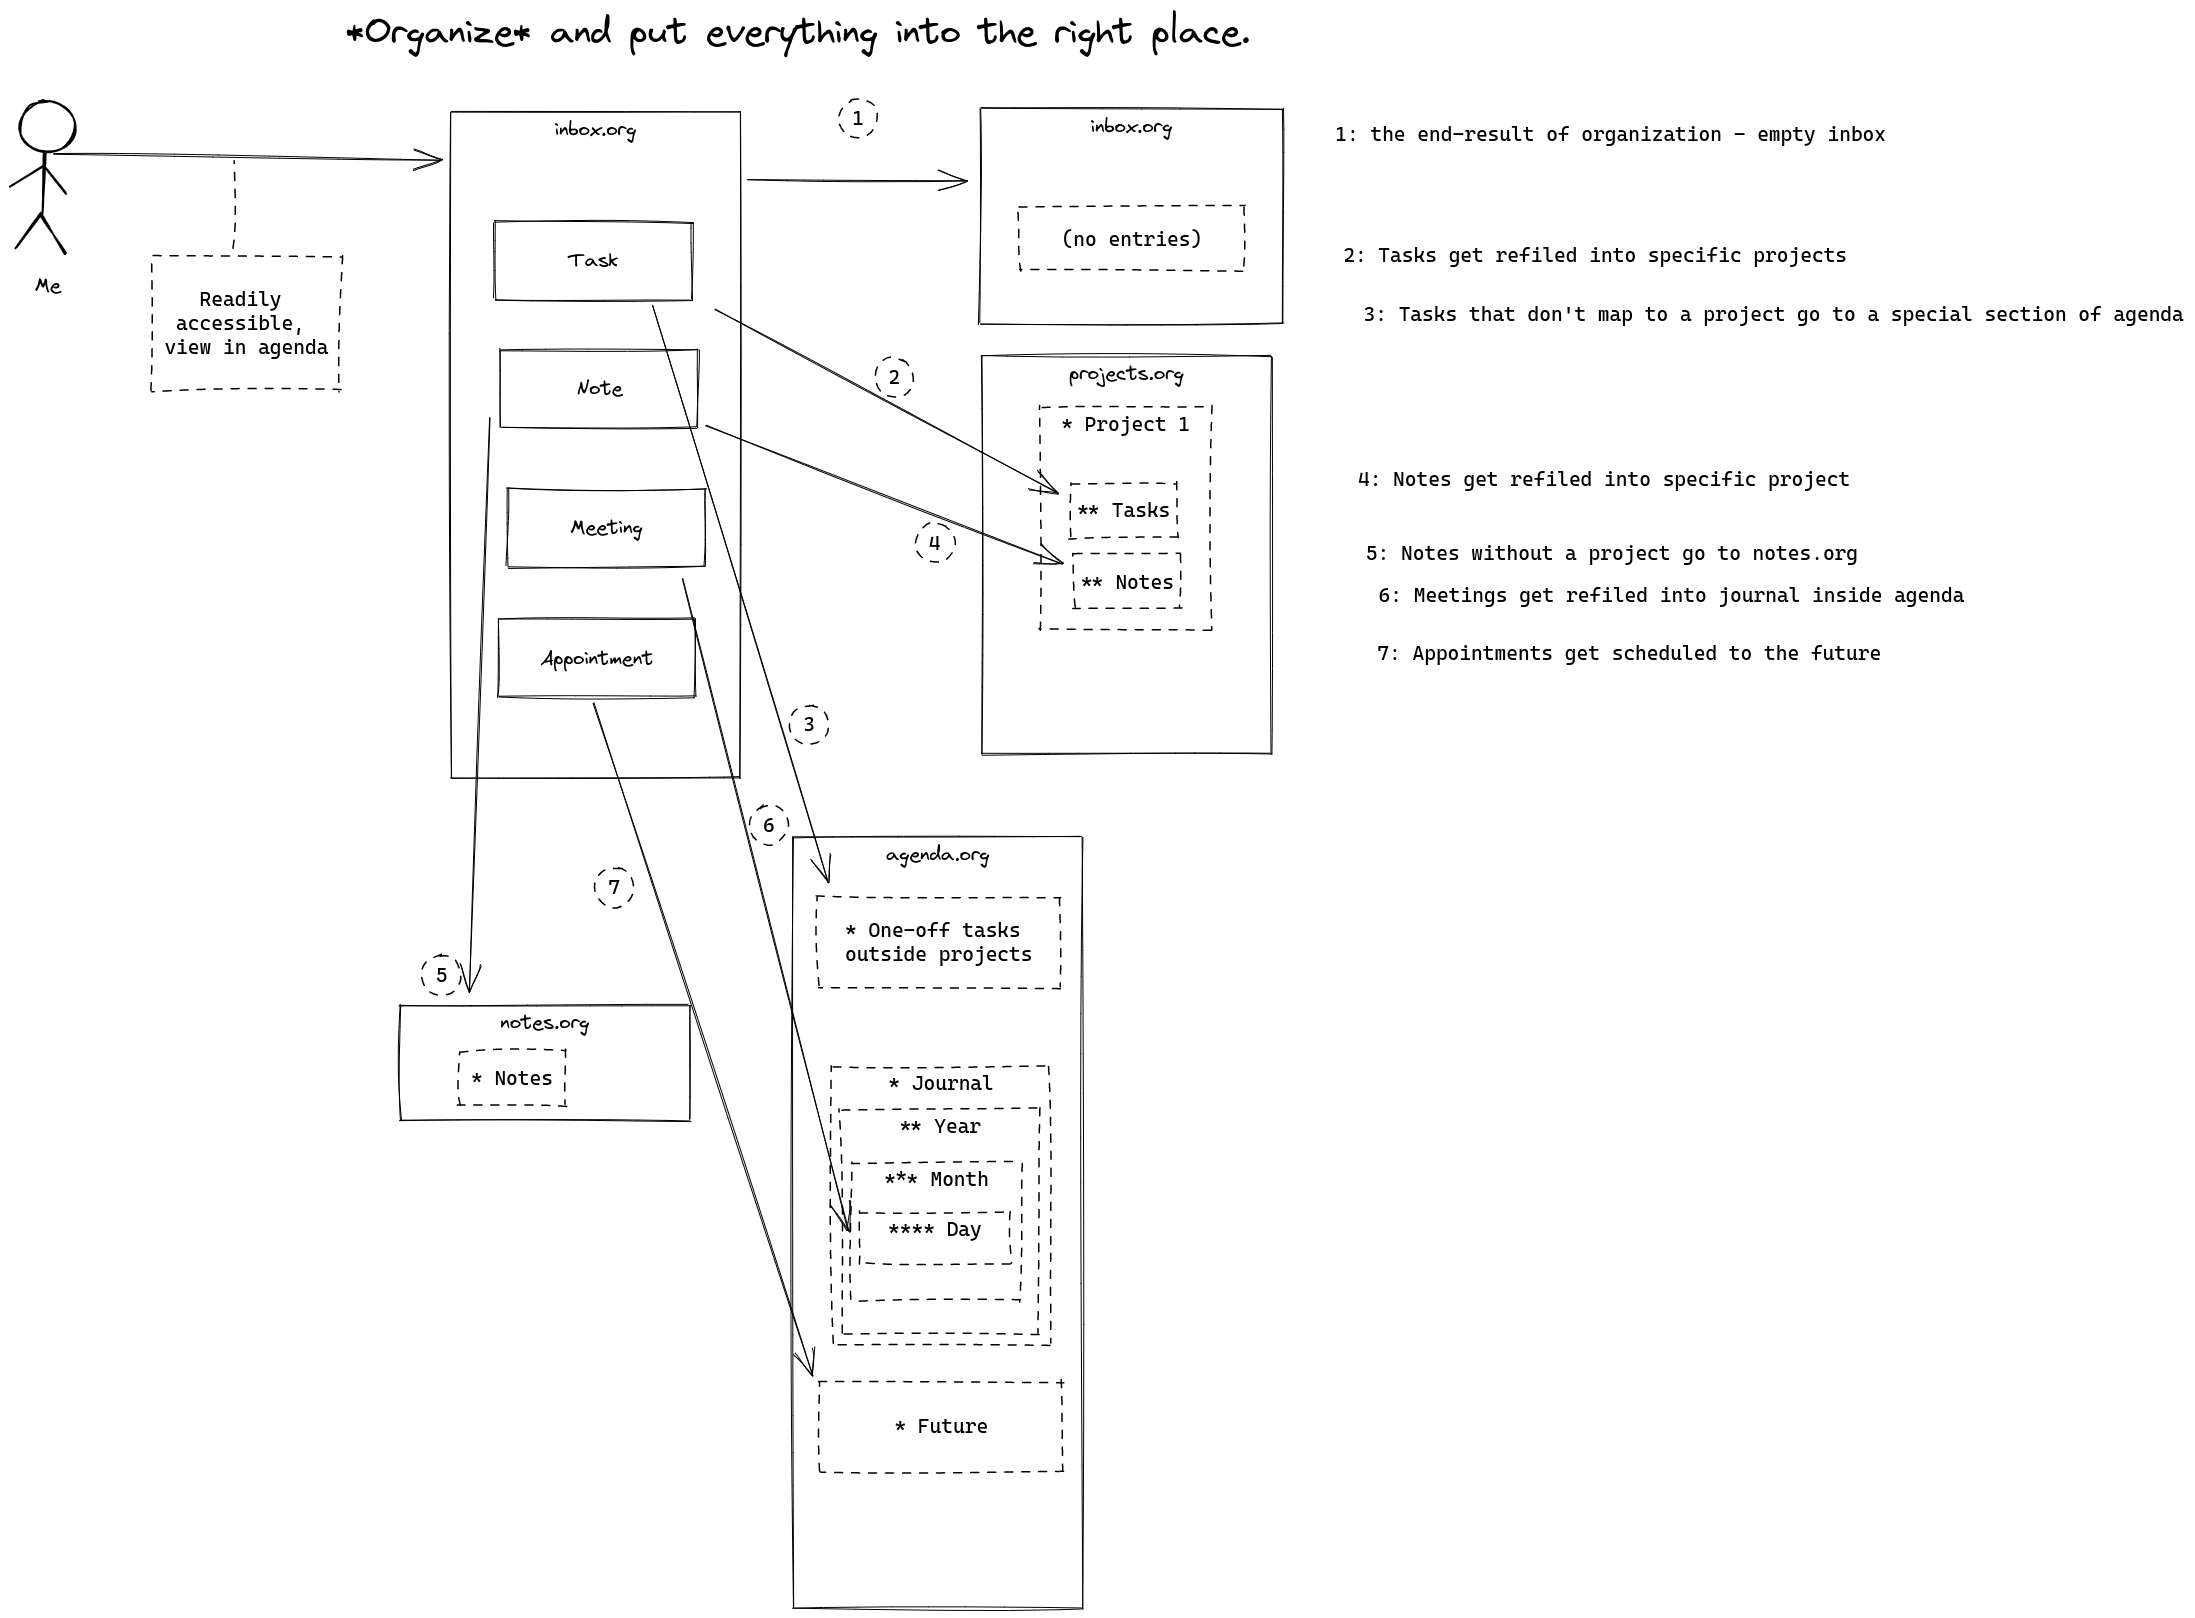 *Organize* and put everything into the right place.
Me
Readily
accessible,
view in agenda
inbox.org
Task
Note
Meeting
Appointment
1
inbox.org
(no entries)
2
projects.org
* Project 1
** Tasks
** Notes
4
3
6
7
5
notes.org
* Notes
agenda.org
* One-off tasks
outside projects
* Journal
** Year
*** Month
**** Day
* Future
1: the end-result of organization - empty inbox
2: Tasks get refiled into specific projects
3: Tasks that don't map to a project go to a special section of agenda
4: Notes get refiled into specific project
5: Notes without a project go to notes.org
6: Meetings get refiled into journal inside agenda
7: Appointments get scheduled to the future